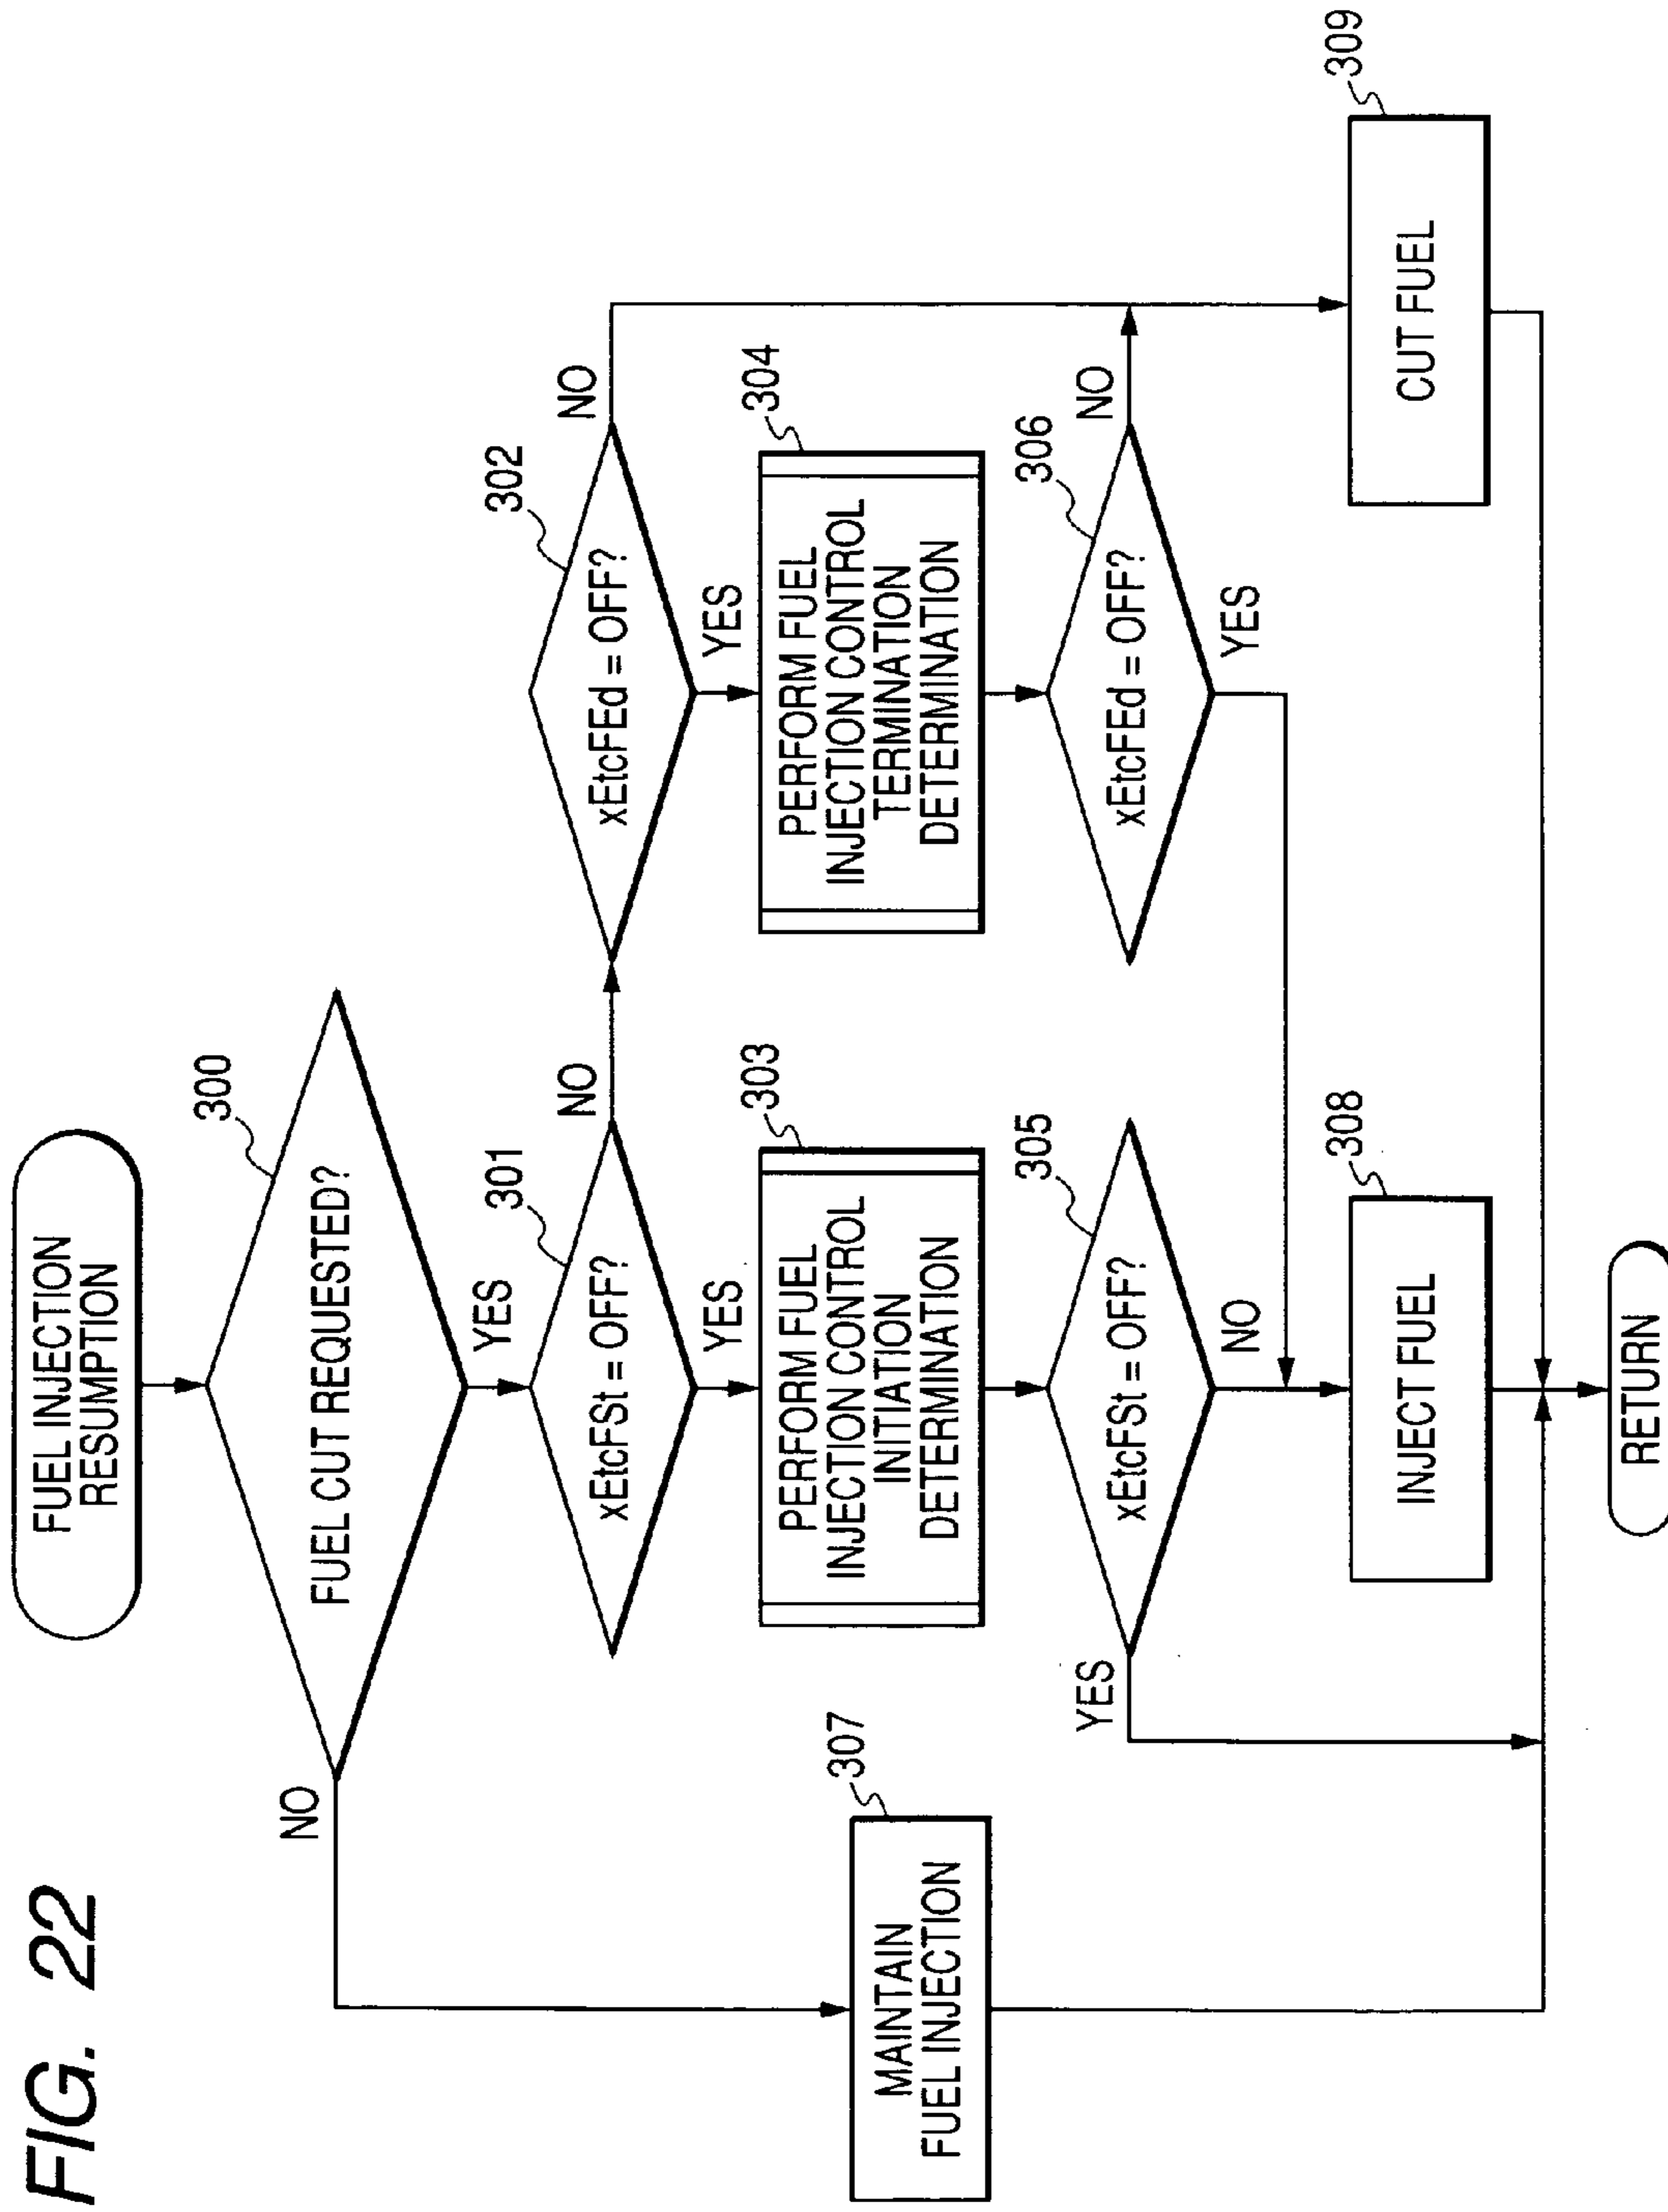 FIG. 22
FUEL INJECTION
RESUMPTION
300
FUEL CUT REQUESTED?
NO
YES
301
xEtcFSt = OFF?
NO
YES
302
xEtcFEd = OFF?
NO
YES
303
PERFORM FUEL
INJECTION CONTROL
INITIATION
DETERMINATION
304
PERFORM FUEL
INJECTION CONTROL
TERMINATION
DETERMINATION
305
xEtcFSt = OFF?
YES
NO
306
xEtcFEd = OFF?
NO
YES
307
MAINTAIN
FUEL INJECTION
308
INJECT FUEL
309
CUT FUEL
RETURN